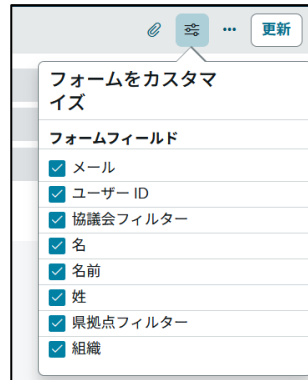 更新
フォームをカスタマ
イズ
フォームフィールド
メール
ユーザー ID
協議会フィルター
名
名前
姓
県拠点フィルター
組織